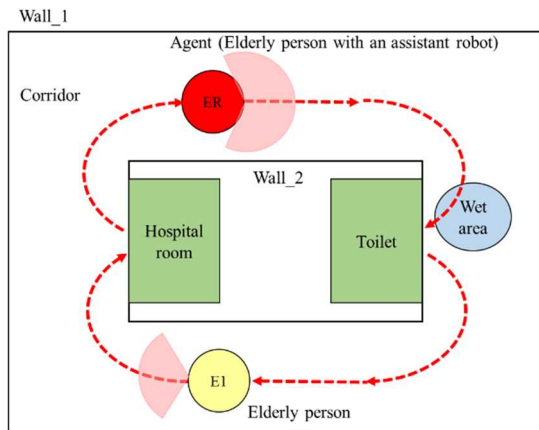 Wall_1
Agent (Elderly person with an assistant robot)
Corridor
ER
Wall_2
Hospital
room
Toilet
Wet
area
E1
Elderly person